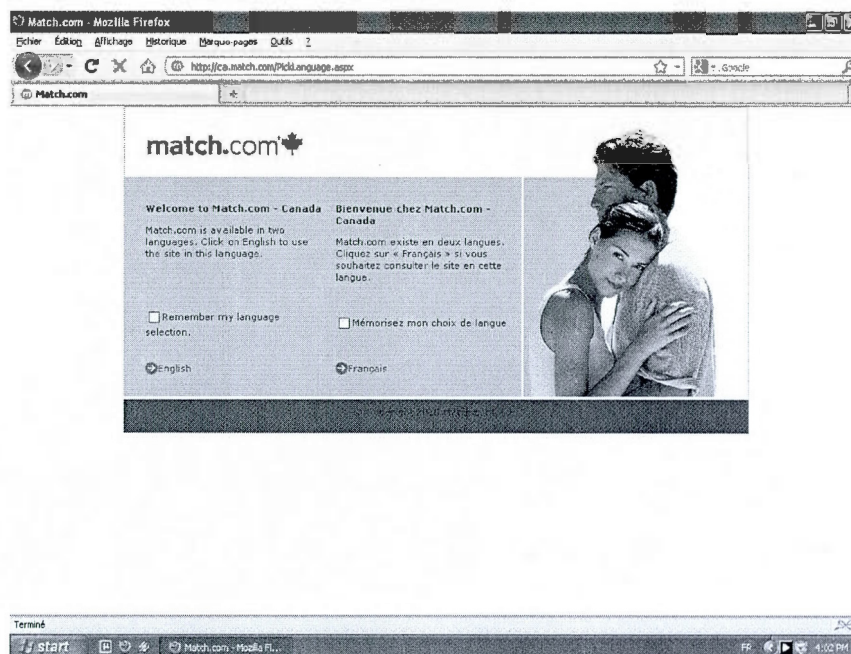 Match.com - Mozilla Firefox
Fichier Édition Affichage Historique Marque-pages Outils ?
http://ca.match.com/PickLanguage.aspx
Google
Match.com
match.com
Welcome to Match.com - Canada
Match.com is available in two
languages. Click on English to use
the site in this language.
Remember my language
selection.
English
Bienvenue chez Match.com -
Canada
Match.com existe en deux langues.
Cliquez sur « Français » si vous
souhaitez consulter le site en cette
langue.
Mémorisez mon choix de langue
Français
Terminé
start
Match.com - Mozilla Fi...
FR
4:02 PM